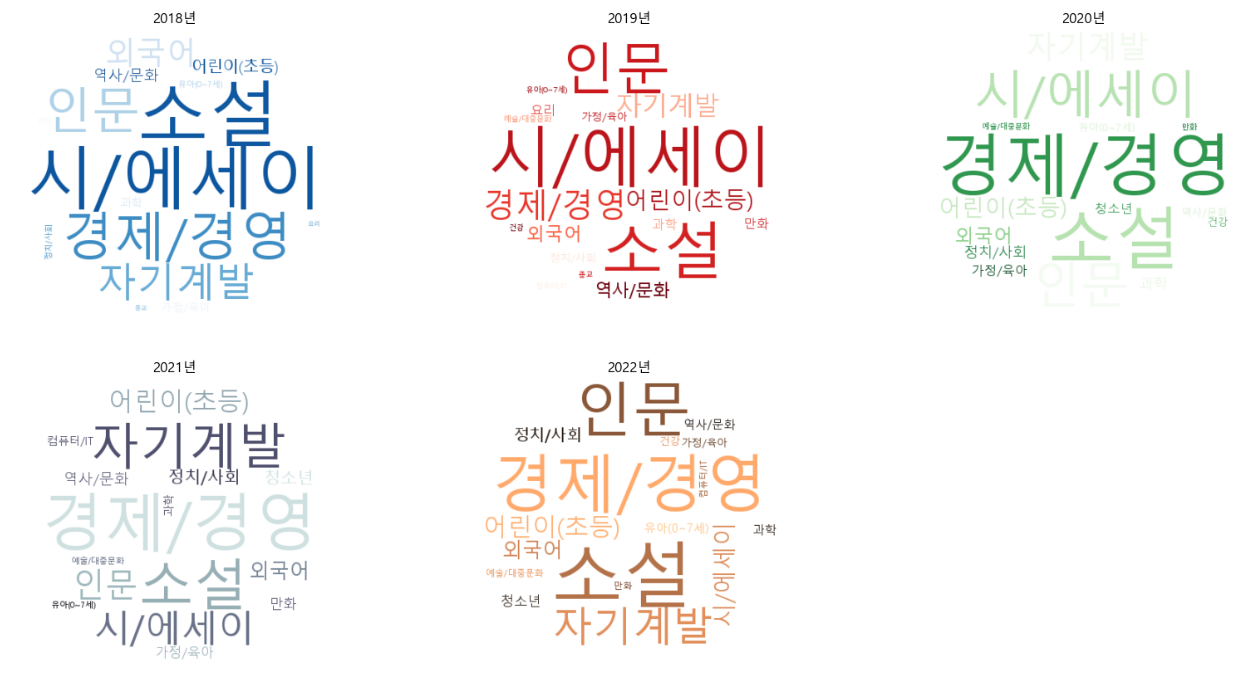 2018년
외국어
역사/문화
어린이(초등)
유아(0~7세)
인문
소설
시/에세이
과학
경제/경영
정치/사회
요리
자기계발
종교
가정/육아
2019년
인문
유아(0~7세)
자기계발
요리
예술/대중문화
가정/육아
시/에세이
경제/경영
어린이(초등)
건강
외국어
과학
만화
소설
정치/사회
종교
역사/문화
2020년
자기계발
시/에세이
예술/대중문화
유아(0~7세)
만화
경제/경영
어린이(초등)
청소년
역사/문화
건강
외국어
소설
정치/사회
가정/육아
인문
과학
2021년
어린이(초등)
컴퓨터/IT
자기계발
역사/문화
정치/사회
청소년
과학
경제/경영
예술/대중문화
인문
소설
외국어
유아(0~7세)
만화
시/에세이
가정/육아
2022년
인문
정치/사회
역사/문화
건강
가정/육아
경제/경영
컴퓨터/IT
어린이(초등)
유아(0~7세)
과학
외국어
시/에세이
예술/대중문화
소설
만화
청소년
자기계발